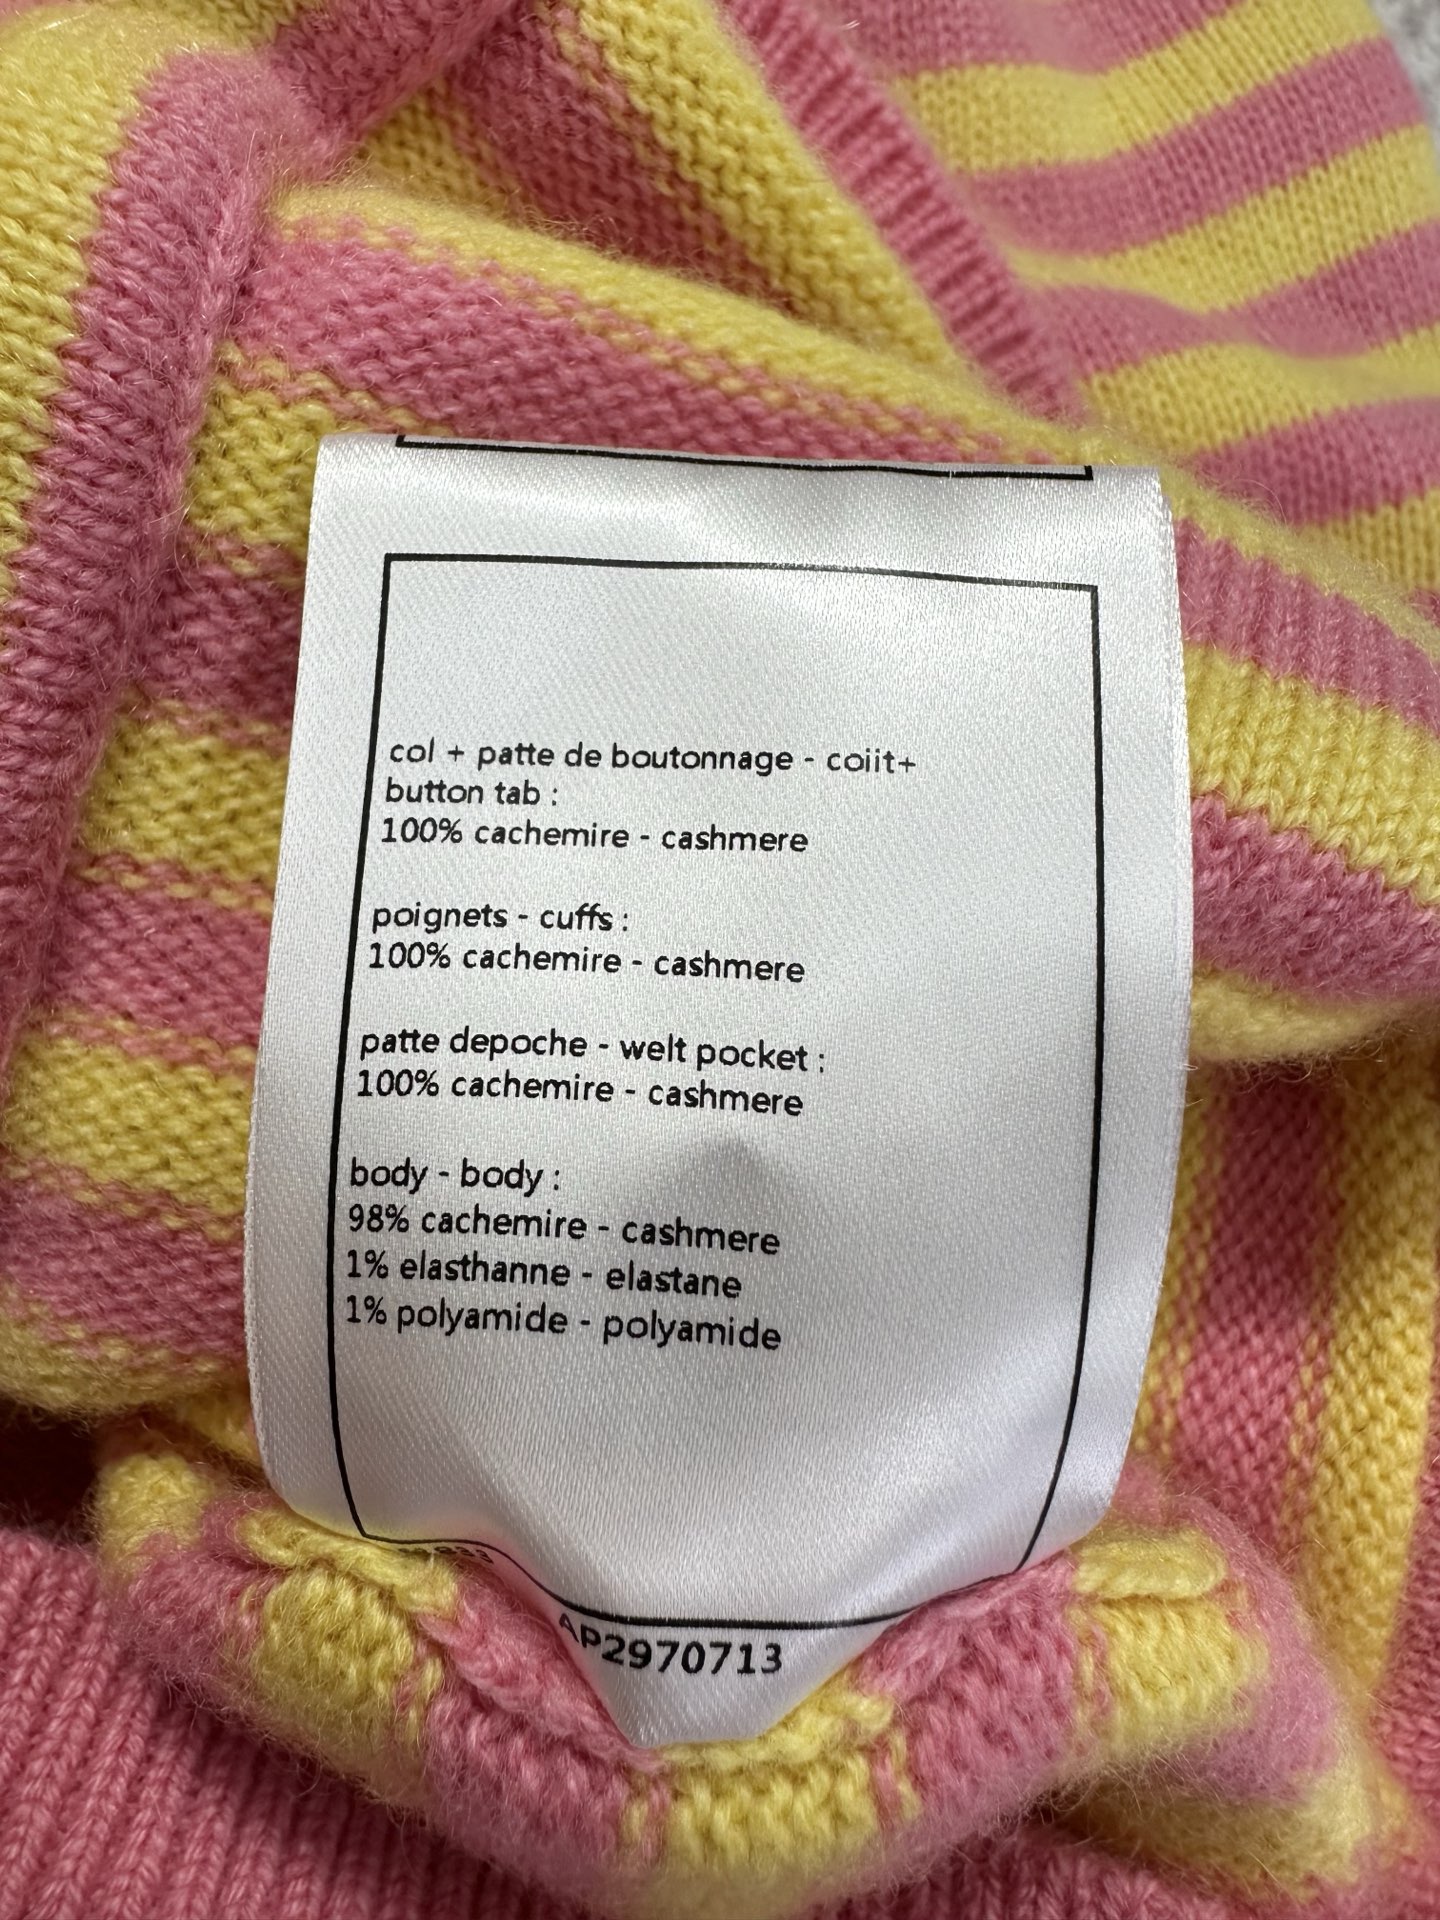 col + patte de boutonnage - coiit+
button tab :
100% cachemire - cashmere
poignets - cuffs :
100% cachemire - cashmere
patte depoche - welt pocket :
100% cachemire - cashmere
body - body :
98% cachemire - cashmere
1% elasthanne - elastane
1% polyamide - polyamide
AP2970713